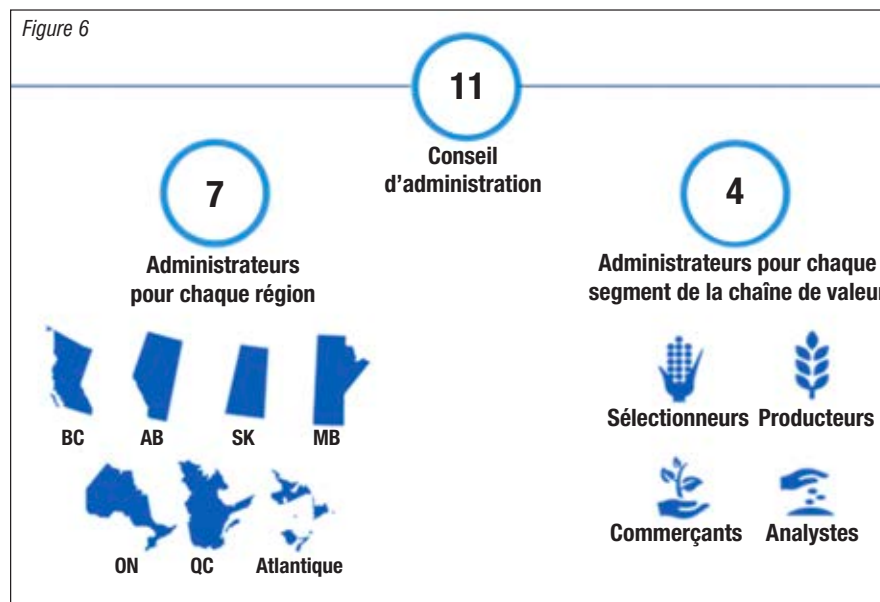 Figure 6
11
Conseil
d'administration
7
Administrateurs
pour chaque région
BC AB SK MB
ON QC Atlantique
4
Administrateurs pour chaque
segment de la chaîne de valeur
Sélectionneurs Producteurs
Commerçants Analystes